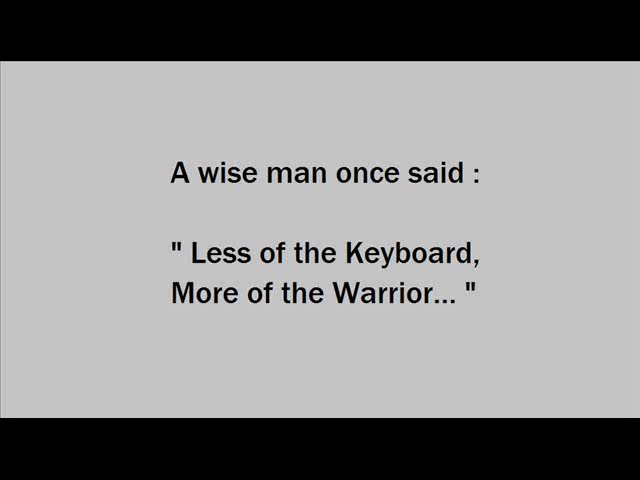 A wise man once said :
" Less of the Keyboard,
More of the Warrior... "